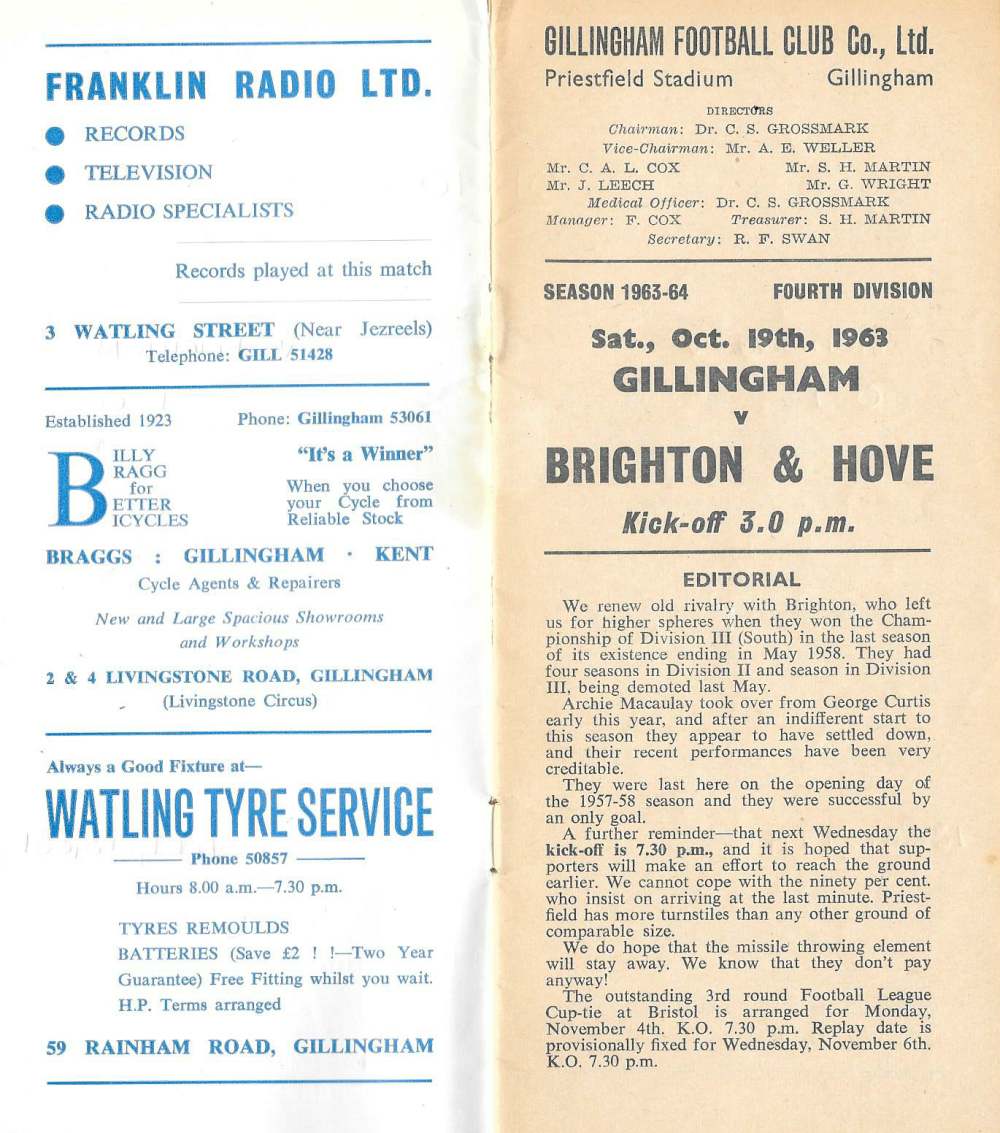 FRANKLIN RADIO LTD.
● RECORDS
● TELEVISION
● RADIO SPECIALISTS
Records played at this match
3 WATLING STREET (Near Jezreels)
Telephone: GILL 51428
Established 1923 Phone: Gillingham 53061
BILLY
RAGG
for
ETTER
ICYCLES
“It's a Winner”
When you choose
your Cycle from
Reliable Stock
BRAGGS : GILLINGHAM · KENT
Cycle Agents & Repairers
New and Large Spacious Showrooms
and Workshops
2 & 4 LIVINGSTONE ROAD, GILLINGHAM
(Livingstone Circus)
Always a Good Fixture at—
WATLING TYRE SERVICE
Phone 50857
Hours 8.00 a.m.—7.30 p.m.
TYRES REMOULDS
BATTERIES (Save £2 ! !—Two Year
Guarantee) Free Fitting whilst you wait.
H.P. Terms arranged
59 RAINHAM ROAD, GILLINGHAM
GILLINGHAM FOOTBALL CLUB Co., Ltd.
Priestfield Stadium Gillingham
DIRECTORS
Chairman: Dr. C. S. GROSSMARK
Vice-Chairman: Mr. A. E. WELLER
Mr. C. A. L. COX Mr. S. H. MARTIN
Mr. J. LEECH Mr. G. WRIGHT
Medical Officer: Dr. C. S. GROSSMARK
Manager: F. COX Treasurer: S. H. MARTIN
Secretary: R. F. SWAN
SEASON 1963-64 FOURTH DIVISION
Sat., Oct. 19th, 1963
GILLINGHAM
v
BRIGHTON & HOVE
Kick-off 3.0 p.m.
EDITORIAL
We renew old rivalry with Brighton, who left
us for higher spheres when they won the Cham-
pionship of Division III (South) in the last season
of its existence ending in May 1958. They had
four seasons in Division II and season in Division
III, being demoted last May.
Archie Macaulay took over from George Curtis
early this year, and after an indifferent start to
this season they appear to have settled down,
and their recent performances have been very
creditable.
They were last here on the opening day of
the 1957-58 season and they were successful by
an only goal.
A further reminder—that next Wednesday the
kick-off is 7.30 p.m., and it is hoped that sup-
porters will make an effort to reach the ground
earlier. We cannot cope with the ninety per cent.
who insist on arriving at the last minute. Priest-
field has more turnstiles than any other ground of
comparable size.
We do hope that the missile throwing element
will stay away. We know that they don't pay
anyway!
The outstanding 3rd round Football League
Cup-tie at Bristol is arranged for Monday,
November 4th. K.O. 7.30 p.m. Replay date is
provisionally fixed for Wednesday, November 6th.
K.O. 7.30 p.m.